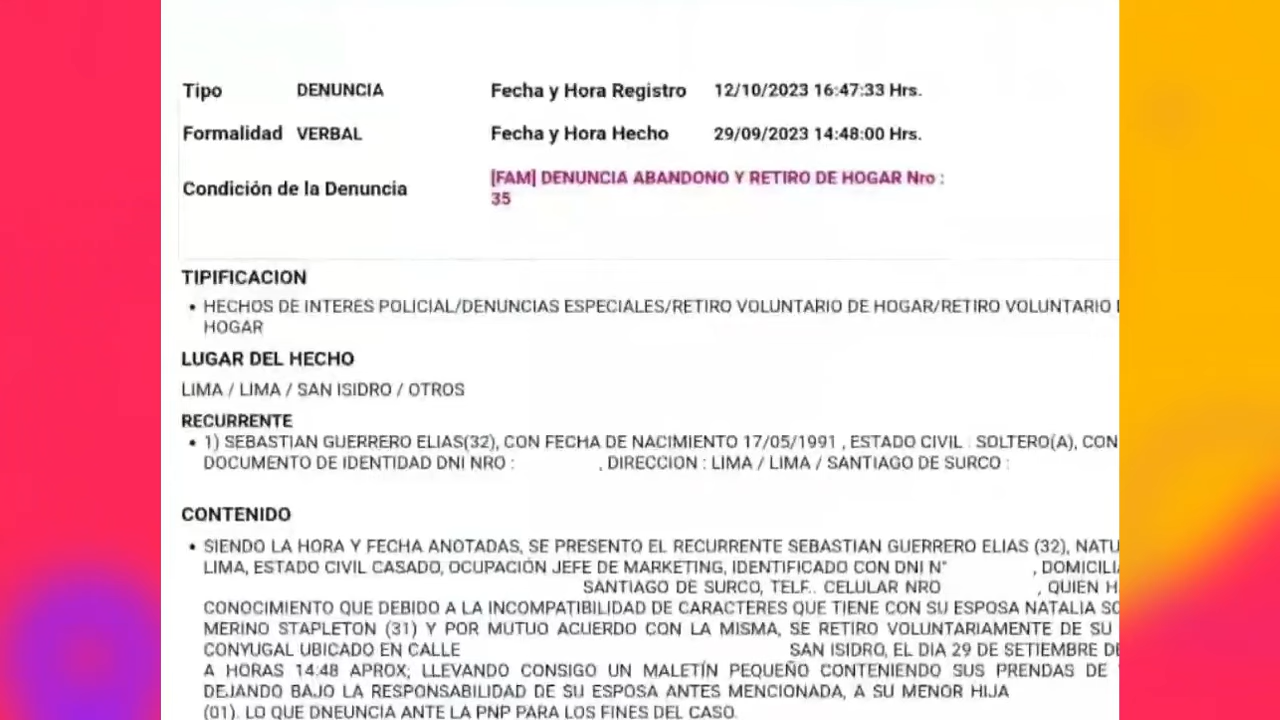 Tipo DENUNCIA Fecha y Hora Registro 12/10/2023 16:47:33 Hrs.
Formalidad VERBAL Fecha y Hora Hecho 29/09/2023 14:48:00 Hrs.
Condición de la Denuncia [FAM] DENUNCIA ABANDONO Y RETIRO DE HOGAR Nro :
35
TIPIFICACION
• HECHOS DE INTERES POLICIAL/DENUNCIAS ESPECIALES/RETIRO VOLUNTARIO DE HOGAR/RETIRO VOLUNTARIO
HOGAR
LUGAR DEL HECHO
LIMA / LIMA / SAN ISIDRO / OTROS
RECURRENTE
• 1) SEBASTIAN GUERRERO ELIAS(32), CON FECHA DE NACIMIENTO 17/05/1991 , ESTADO CIVIL : SOLTERO(A), CON
DOCUMENTO DE IDENTIDAD DNI NRO : , DIRECCION : LIMA / LIMA / SANTIAGO DE SURCO :
CONTENIDO
• SIENDO LA HORA Y FECHA ANOTADAS, SE PRESENTO EL RECURRENTE SEBASTIAN GUERRERO ELIAS (32), NATU
LIMA, ESTADO CIVIL CASADO, OCUPACIÓN JEFE DE MARKETING, IDENTIFICADO CON DNI N° , DOMICILIA
SANTIAGO DE SURCO, TELF.. CELULAR NRO , QUIEN H
CONOCIMIENTO QUE DEBIDO A LA INCOMPATIBILIDAD DE CARACTERES QUE TIENE CON SU ESPOSA NATALIA SO
MERINO STAPLETON (31) Y POR MUTUO ACUERDO CON LA MISMA, SE RETIRO VOLUNTARIAMENTE DE SU
CONYUGAL UBICADO EN CALLE SAN ISIDRO, EL DIA 29 DE SETIEMBRE DE
A HORAS 14:48 APROX; LLEVANDO CONSIGO UN MALETÍN PEQUEÑO CONTENIENDO SUS PRENDAS DE
DEJANDO BAJO LA RESPONSABILIDAD DE SU ESPOSA ANTES MENCIONADA, A SU MENOR HIJA
(01). LO QUE DNEUNCIA ANTE LA PNP PARA LOS FINES DEL CASO.